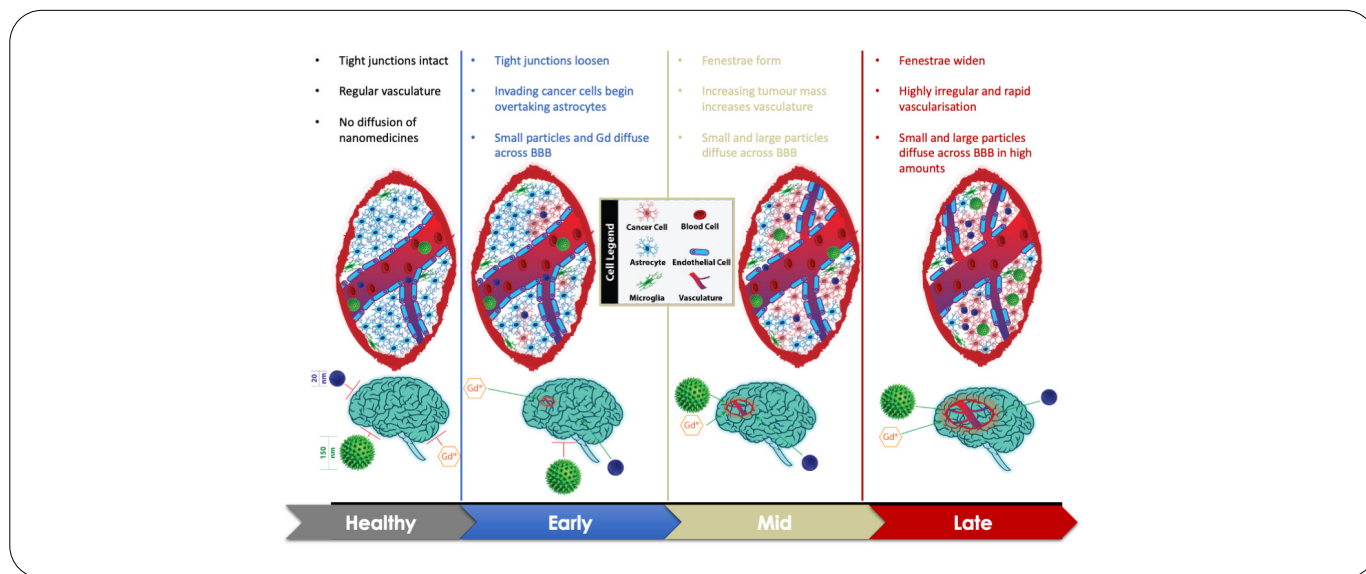 • Tight junctions intact
• Regular vasculature
• No diffusion of
nanomedicines
• Tight junctions loosen
• Invading cancer cells begin
overtaking astrocytes
• Small particles and Gd diffuse
across BBB
• Fenestrae form
• Increasing tumour mass
increases vasculature
• Small and large particles
diffuse across BBB
• Fenestrae widen
• Highly irregular and rapid
vascularisation
• Small and large particles
diffuse across BBB in high
amounts
Cell Legend
Cancer Cell
Blood Cell
Astrocyte
Endothelial Cell
Microglia
Vasculature
20
nm
150
nm
Gd*
Gd*
Gd*
Gd*
Healthy
Early
Mid
Late